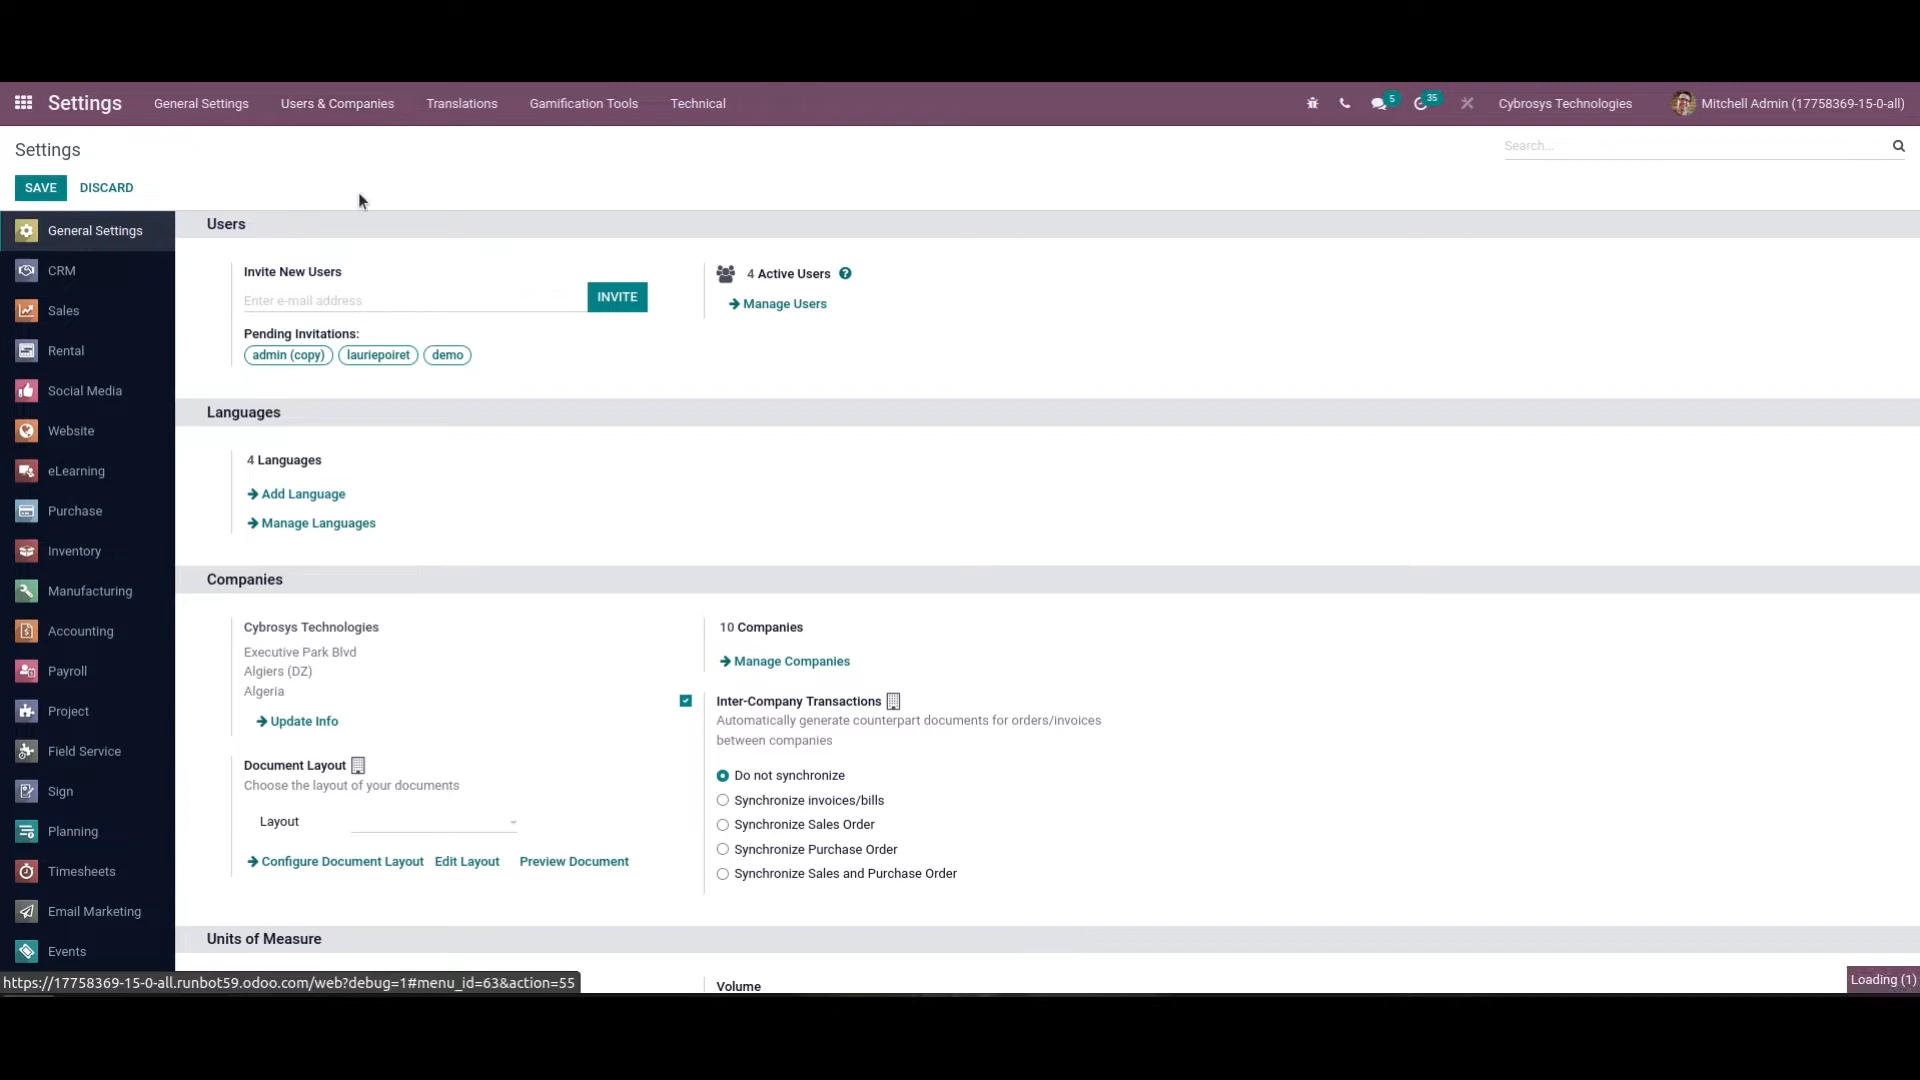 Settings General Settings Users & Companies Translations Gamification Tools Technical 5 35 Cybrosys Technologies Mitchell Admin (17758369-15-0-all)
Settings Search...
SAVE DISCARD
General Settings
CRM
Sales
Rental
Social Media
Website
eLearning
Purchase
Inventory
Manufacturing
Accounting
Payroll
Project
Field Service
Sign
Planning
Timesheets
Email Marketing
Events
Users
Invite New Users
Enter e-mail address INVITE
Pending Invitations:
admin (copy) lauriepoiret demo
4 Active Users ?
Manage Users
Languages
4 Languages
Add Language
Manage Languages
Companies
Cybrosys Technologies
Executive Park Blvd
Algiers (DZ)
Algeria
Update Info
Document Layout
Choose the layout of your documents
Layout
Configure Document Layout Edit Layout Preview Document
10 Companies
Manage Companies
Inter-Company Transactions
Automatically generate counterpart documents for orders/invoices
between companies
Do not synchronize
Synchronize invoices/bills
Synchronize Sales Order
Synchronize Purchase Order
Synchronize Sales and Purchase Order
Units of Measure
Volume
https://17758369-15-0-all.runbot59.odoo.com/web?debug=1#menu_id=63&action=55
Loading (1)